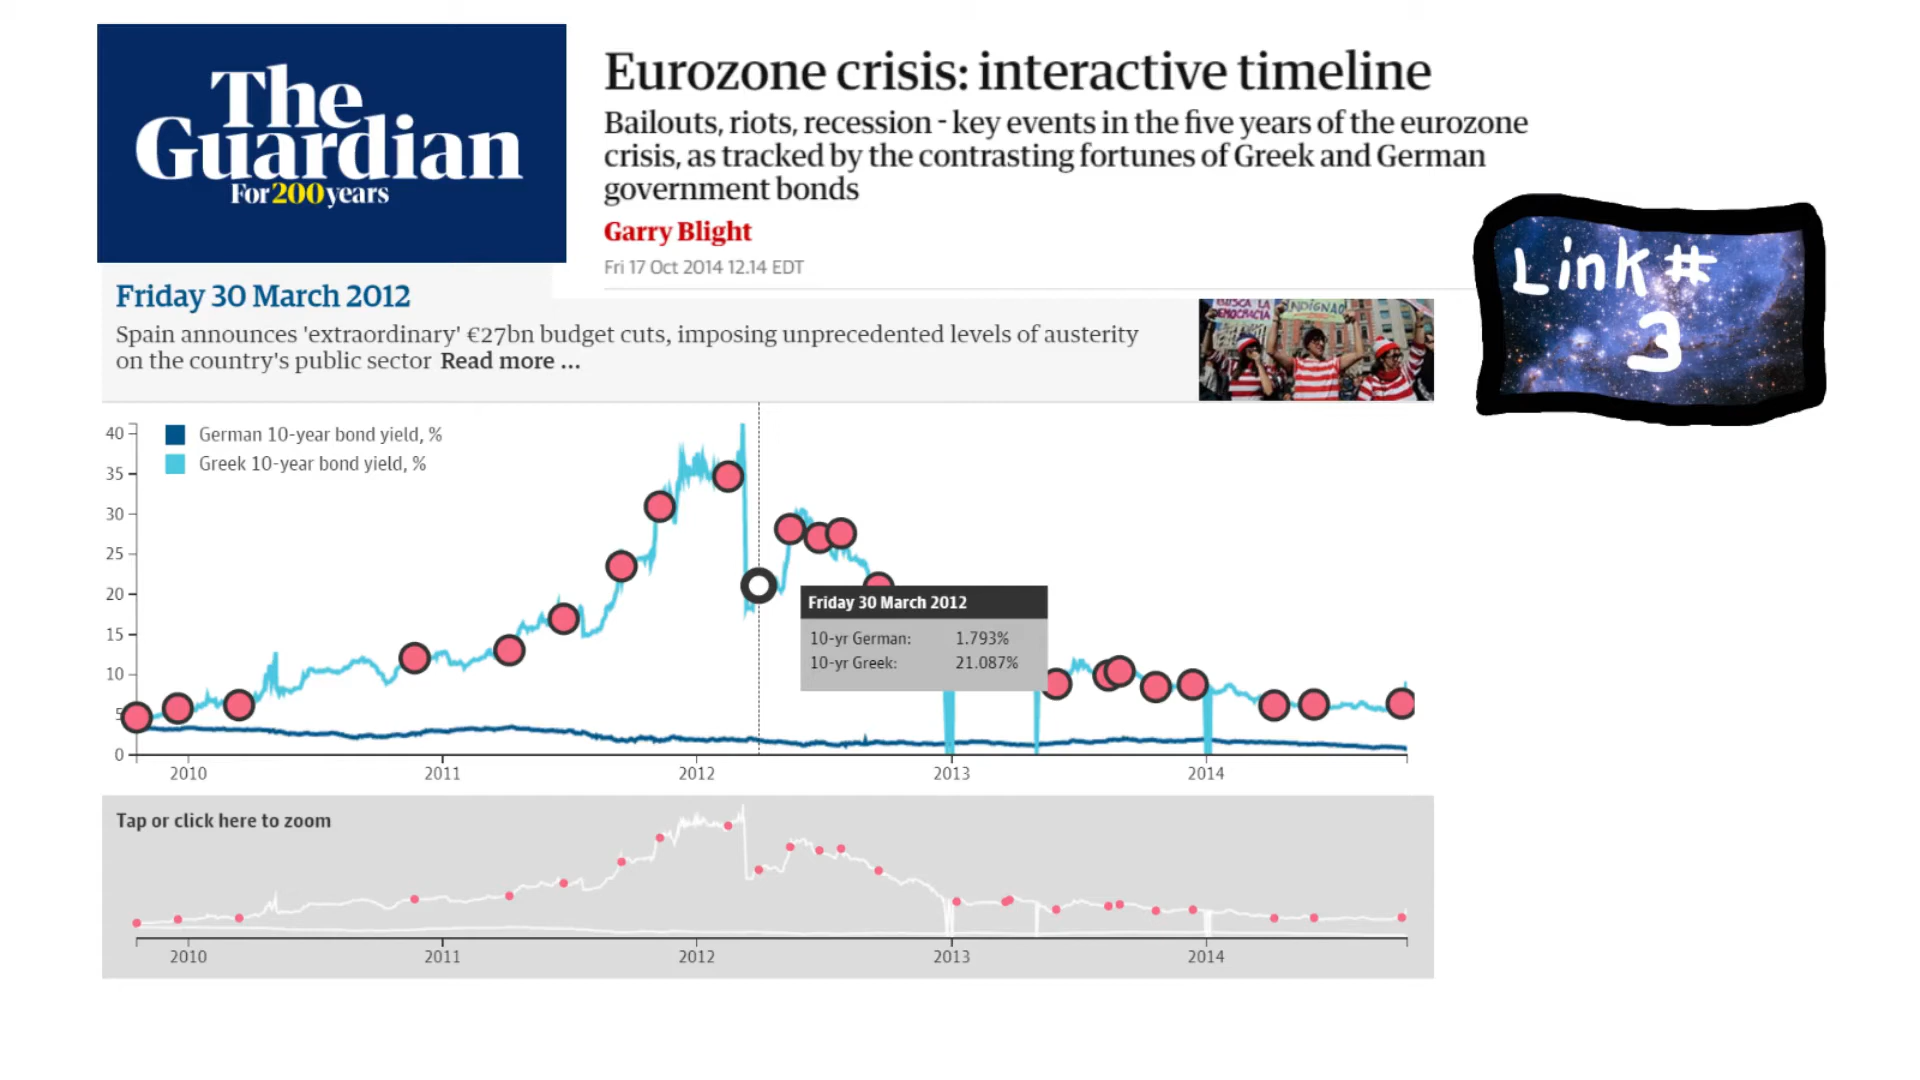 The
Guardian
For 200 years
Eurozone crisis: interactive timeline
Bailouts, riots, recession - key events in the five years of the eurozone
crisis, as tracked by the contrasting fortunes of Greek and German
government bonds
Garry Blight
Fri 17 Oct 2014 12.14 EDT
Link #
3
Friday 30 March 2012
Spain announces 'extraordinary' €27bn budget cuts, imposing unprecedented levels of austerity
on the country's public sector Read more ...
BUSCA LA
DEMOCRACIA
INDIGNAD
German 10-year bond yield, %
Greek 10-year bond yield, %
40
35
30
25
20
15
10
5
0
Friday 30 March 2012
10-yr German: 1.793%
10-yr Greek: 21.087%
2010 2011 2012 2013 2014
Tap or click here to zoom
2010 2011 2012 2013 2014